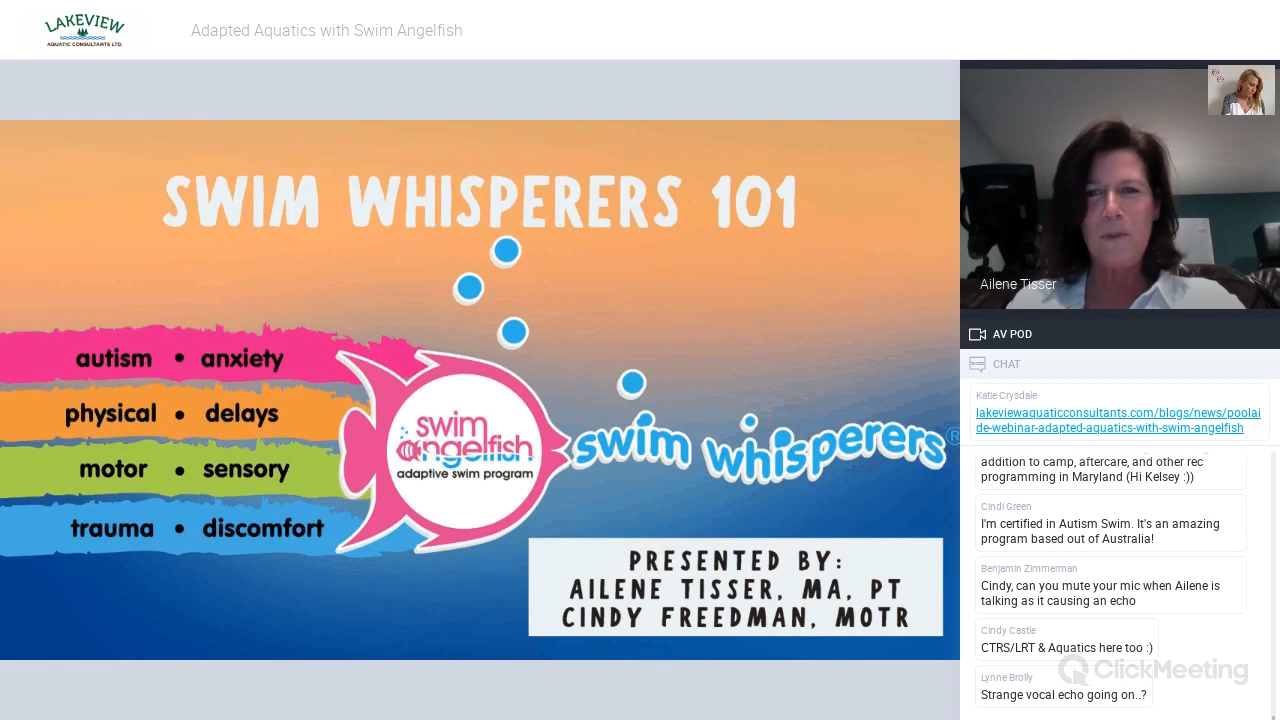 LAKEVIEW
AQUATIC CONSULTANTS LTD.
Adapted Aquatics with Swim Angelfish
SWIM WHISPERERS 101
autism • anxiety
physical • delays
motor • sensory
trauma • discomfort
swim
angelfish
adaptive swim program
swim whisperers®
PRESENTED BY:
AILENE TISSER, MA, PT
CINDY FREEDMAN, MOTR
Ailene Tisser
AV POD
CHAT
Katie Crysdale
lakeviewaquaticconsultants.com/blogs/news/poolai
de-webinar-adapted-aquatics-with-swim-angelfish
addition to camp, aftercare, and other rec
programming in Maryland (Hi Kelsey :))
Cindi Green
I'm certified in Autism Swim. It's an amazing
program based out of Australia!
Benjamin Zimmerman
Cindy, can you mute your mic when Ailene is
talking as it causing an echo
Cindy Castle
CTRS/LRT & Aquatics here too :)
Lynne Brolly
Strange vocal echo going on..?
ClickMeeting